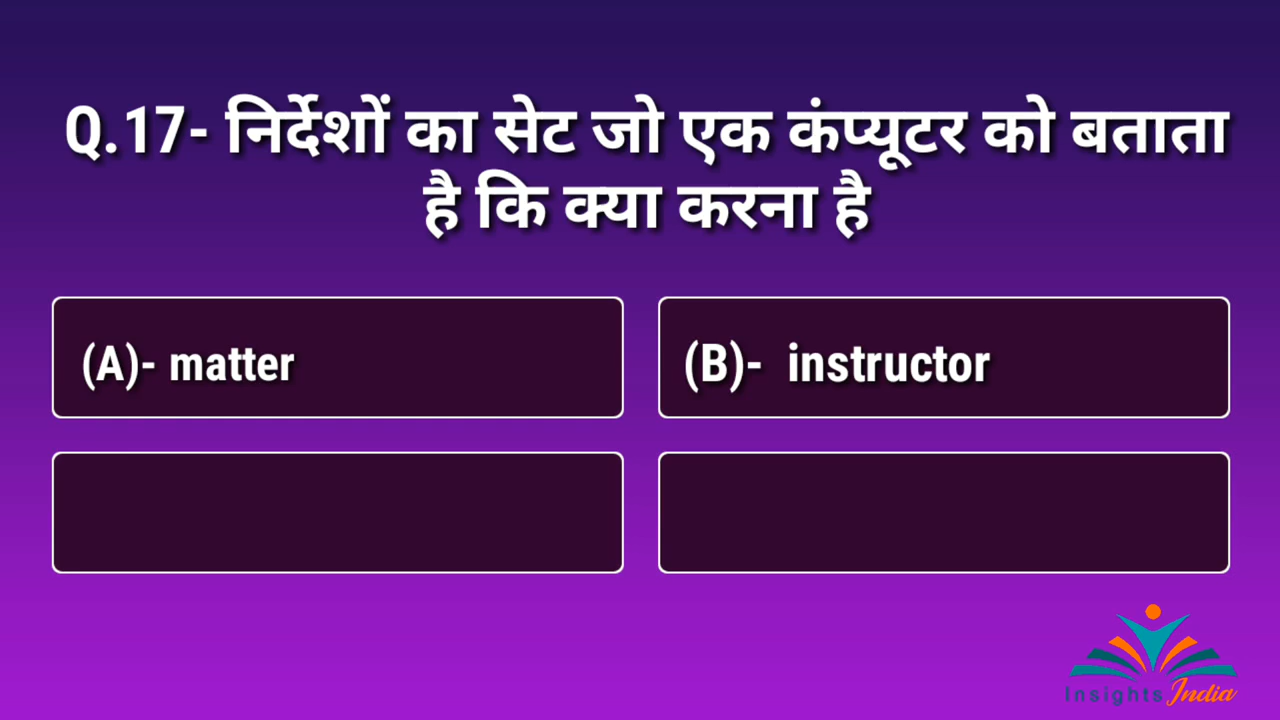 Q.17- निर्देशों का सेट जो एक कंप्यूटर को बताता
है कि क्या करना है
(A)- matter
(B)- instructor
Insights India